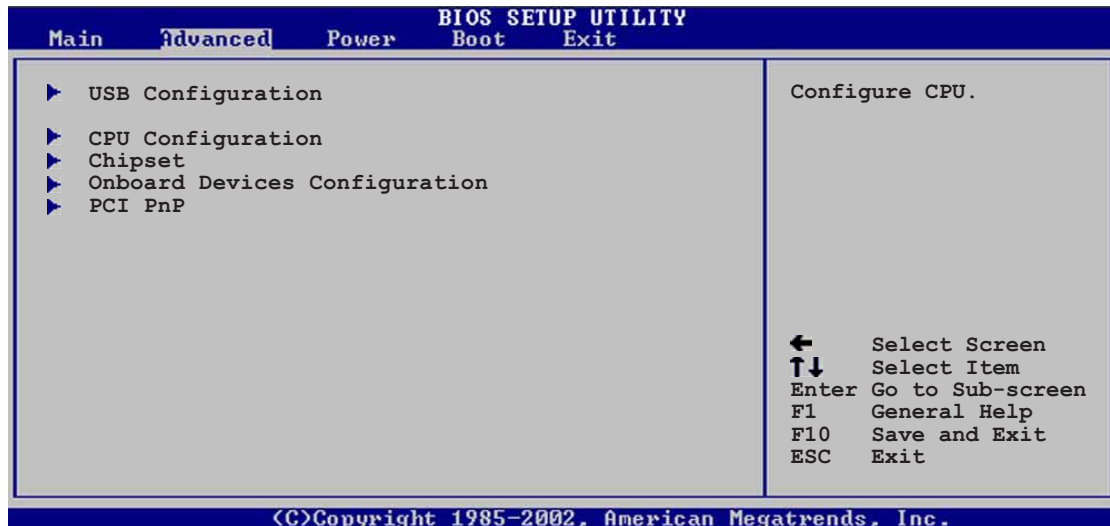 BIOS SETUP UTILITY
Main Advanced Power Boot Exit
USB Configuration
CPU Configuration
Chipset
Onboard Devices Configuration
PCI PnP
Configure CPU.
← Select Screen
↑↓ Select Item
Enter Go to Sub-screen
F1 General Help
F10 Save and Exit
ESC Exit
(C)Copyright 1985-2002, American Megatrends, Inc.